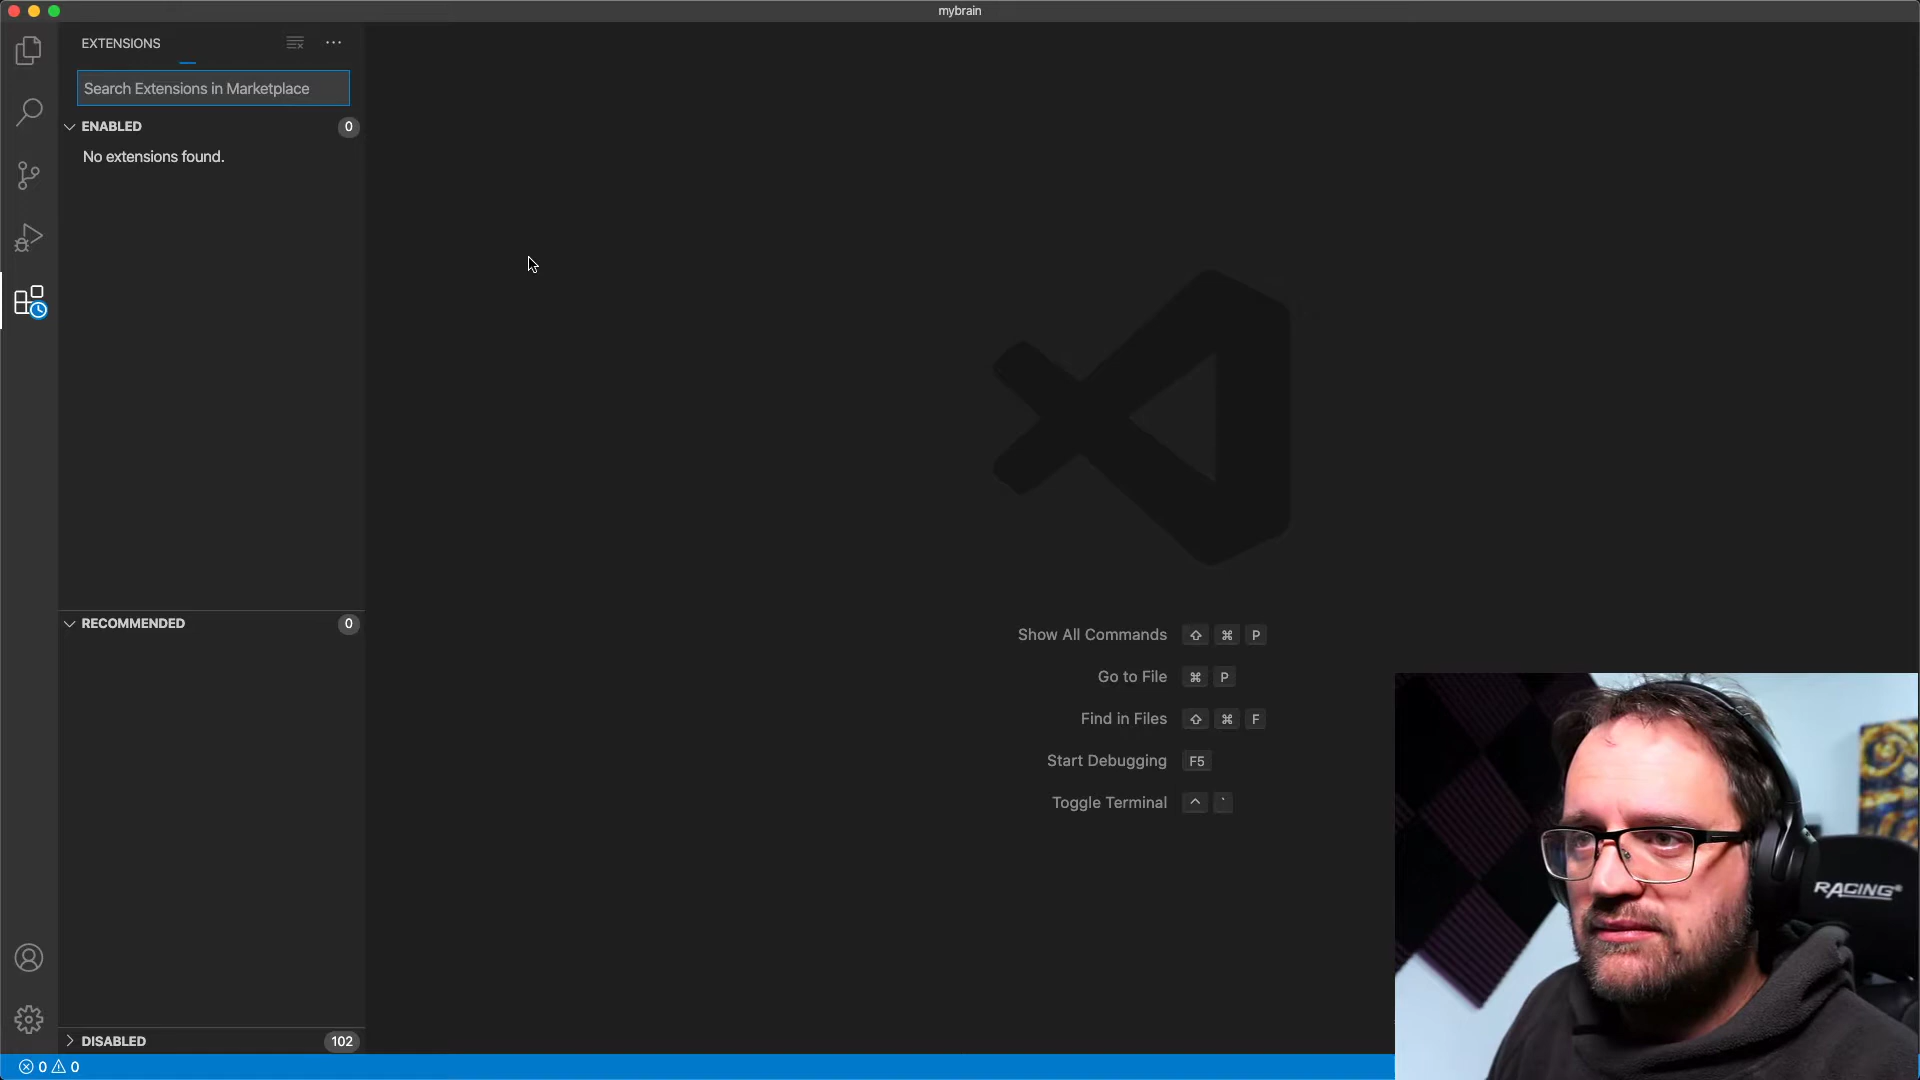 mybrain
EXTENSIONS
Search Extensions in Marketplace
ENABLED 0
No extensions found.
RECOMMENDED 0
DISABLED 102
Show All Commands ⇧ ⌘ P
Go to File ⌘ P
Find in Files ⇧ ⌘ F
Start Debugging F5
Toggle Terminal ^ `
RACING®
0 0